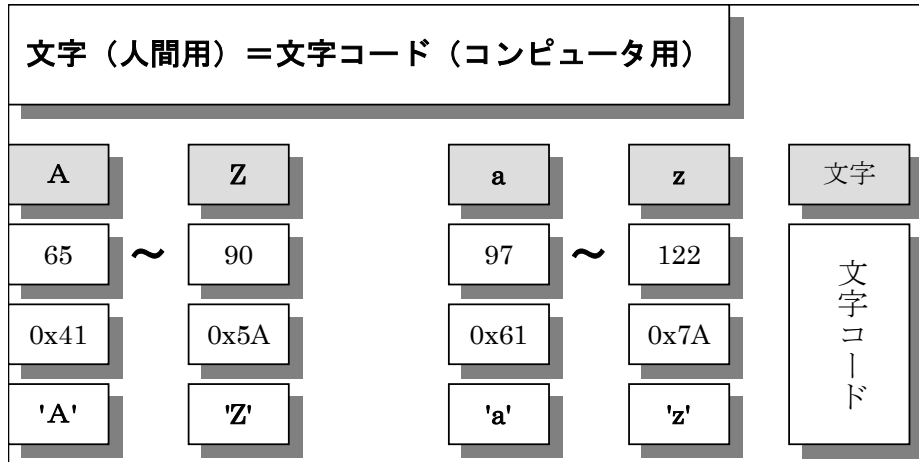 文字（人間用）＝文字コード（コンピュータ用）
A Z a z 文字
65 ～ 90 97 ～ 122
0x41 0x5A 0x61 0x7A
'A' 'Z' 'a' 'z'
文字コード